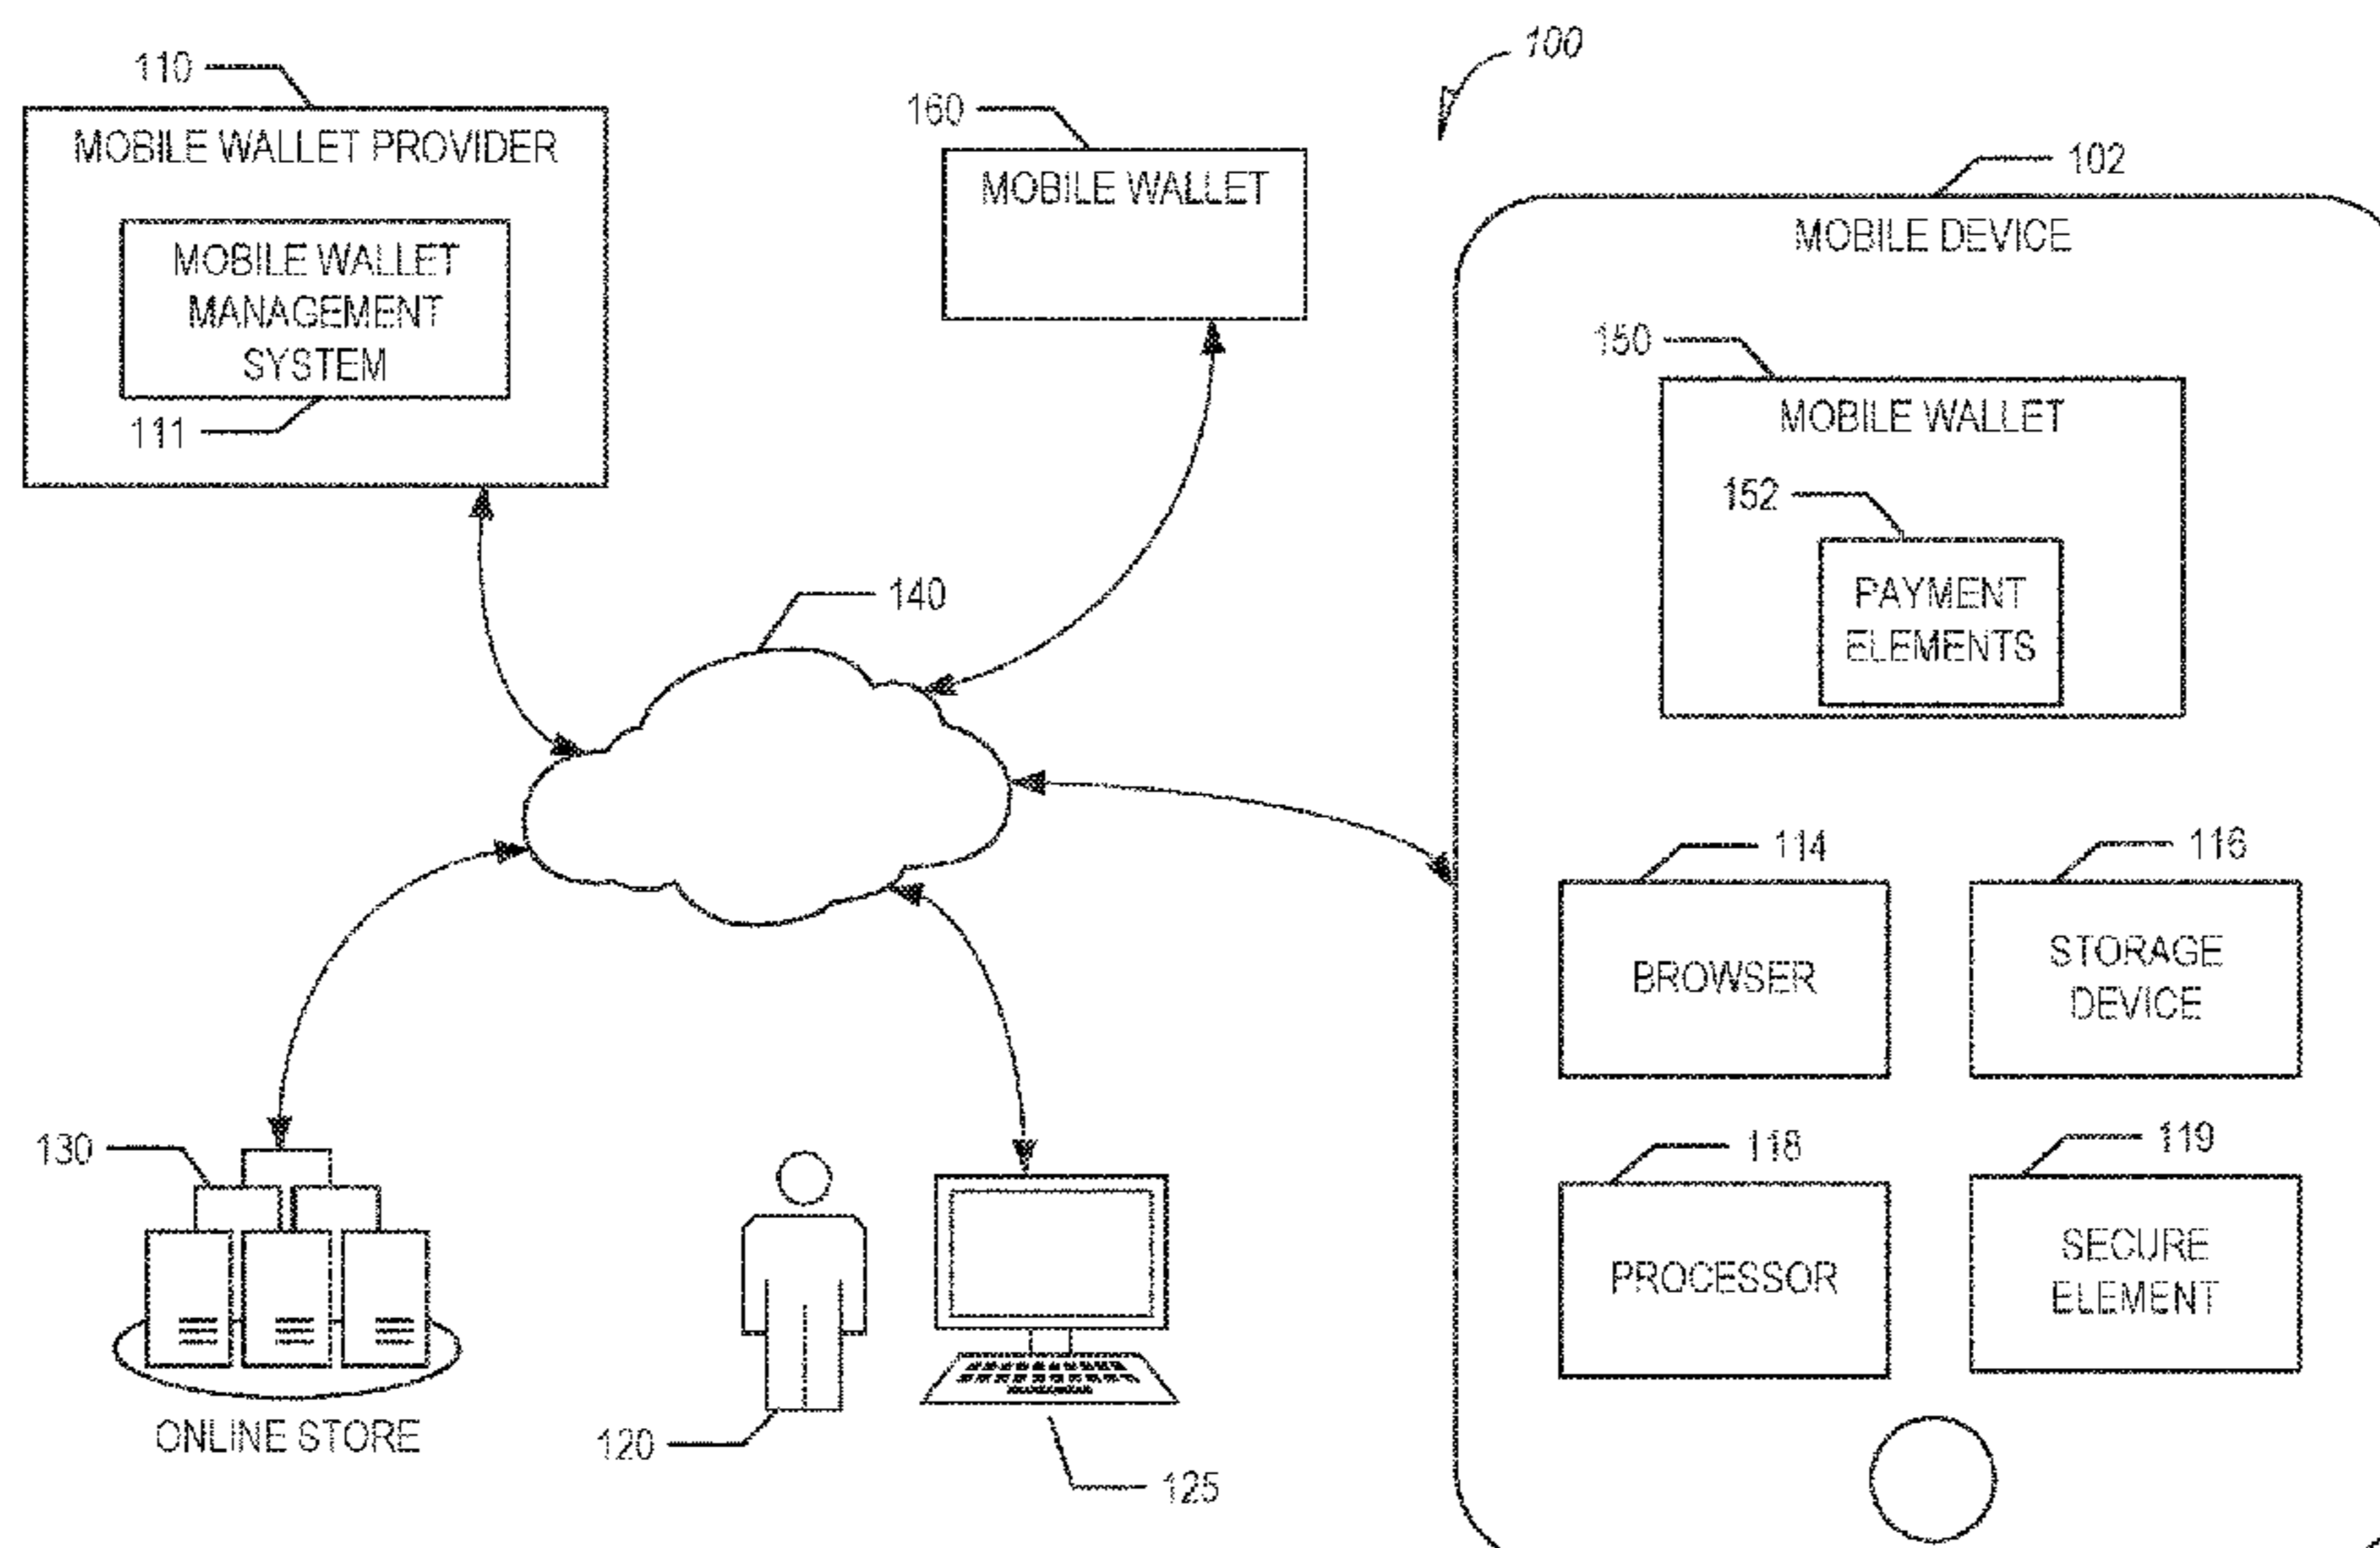 100
110
MOBILE WALLET PROVIDER
MOBILE WALLET
MANAGEMENT
SYSTEM
111
160
MOBILE WALLET
102
MOBILE DEVICE
150
MOBILE WALLET
152
PAYMENT
ELEMENTS
140
114
BROWSER
116
STORAGE
DEVICE
118
PROCESSOR
119
SECURE
ELEMENT
130
ONLINE STORE
120
125